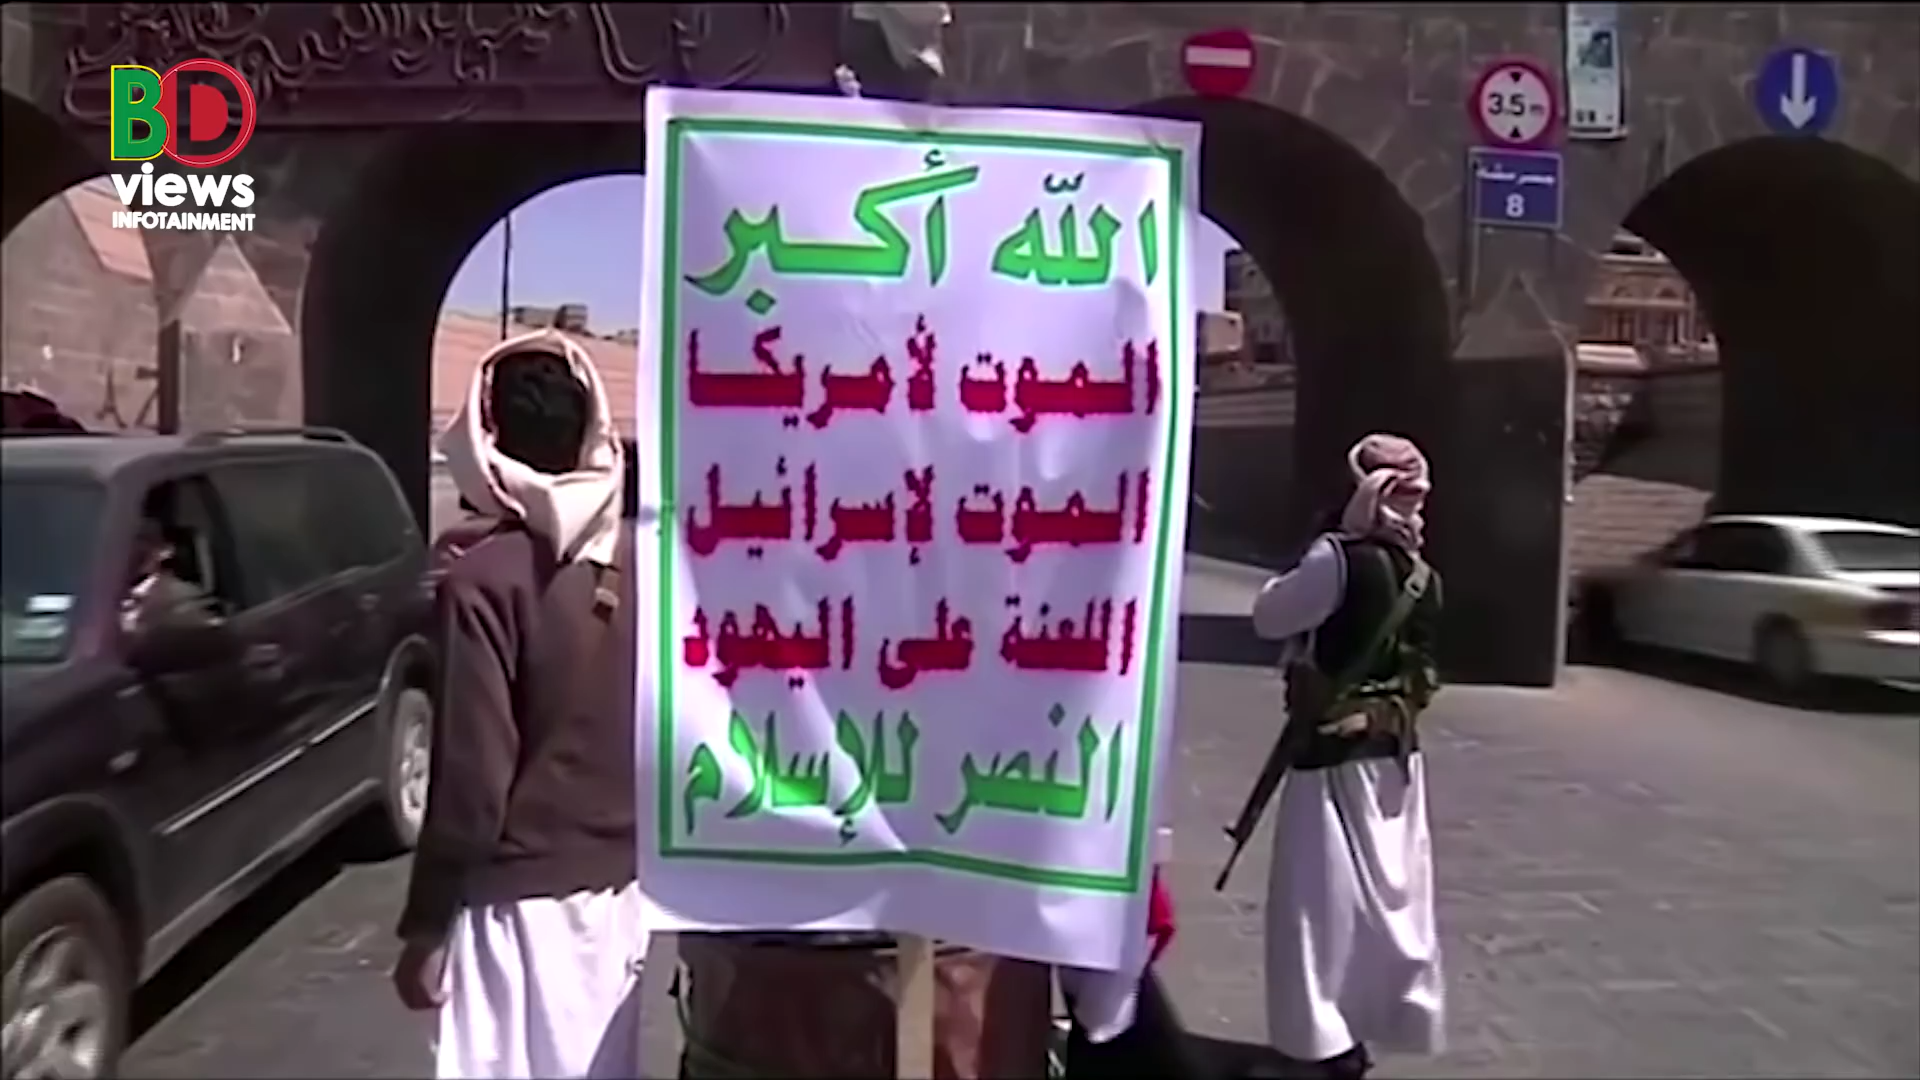 BD
views
INFOTAINMENT
3.5 m
8
الله أكبر
الموت لأمريكا
الموت لإسرائيل
اللعنة على اليهود
النصر للإسلام